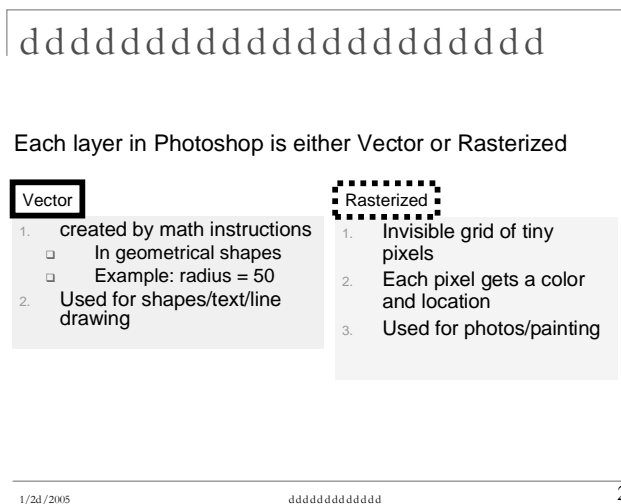 dddddddddddddddddddddd
Each layer in Photoshop is either Vector or Rasterized
Vector
1. created by math instructions
In geometrical shapes
Example: radius = 50
2. Used for shapes/text/line
drawing
Rasterized
1. Invisible grid of tiny
pixels
2. Each pixel gets a color
and location
3. Used for photos/painting
1/2d/2005
ddddddddddddd
2